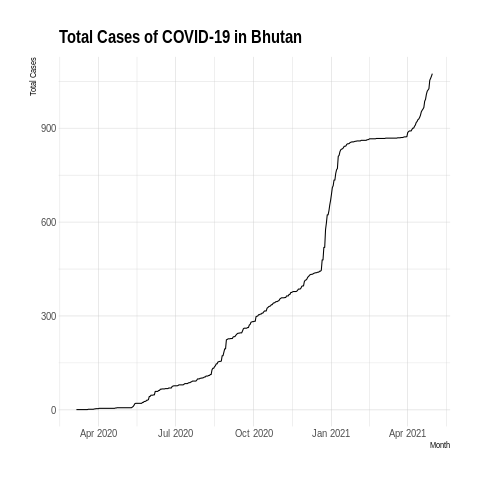 Total Cases of COVID-19 in Bhutan
Total Cases
900
600
300
0
Apr 2020 Jul 2020 Oct 2020 Jan 2021 Apr 2021
Month